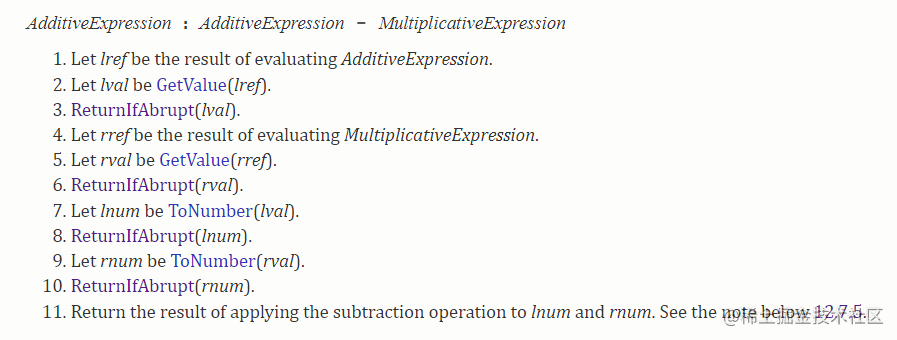 AdditiveExpression : AdditiveExpression - MultiplicativeExpression
1. Let lref be the result of evaluating AdditiveExpression.
2. Let lval be GetValue(lref).
3. ReturnIfAbrupt(lval).
4. Let rref be the result of evaluating MultiplicativeExpression.
5. Let rval be GetValue(rref).
6. ReturnIfAbrupt(rval).
7. Let lnum be ToNumber(lval).
8. ReturnIfAbrupt(lnum).
9. Let rnum be ToNumber(rval).
10. ReturnIfAbrupt(rnum).
11. Return the result of applying the subtraction operation to lnum and rnum. See the note below 12.7.5.
@稀土掘金技术社区